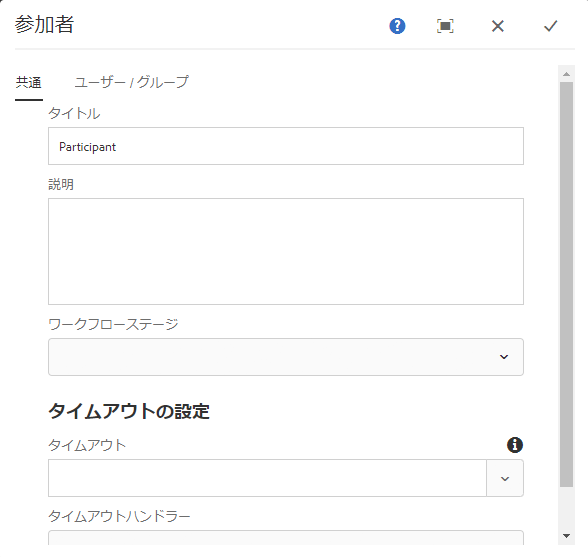 参加者
共通
ユーザー / グループ
タイトル
Participant
説明
ワークフローステージ
タイムアウトの設定
タイムアウト
タイムアウトハンドラー